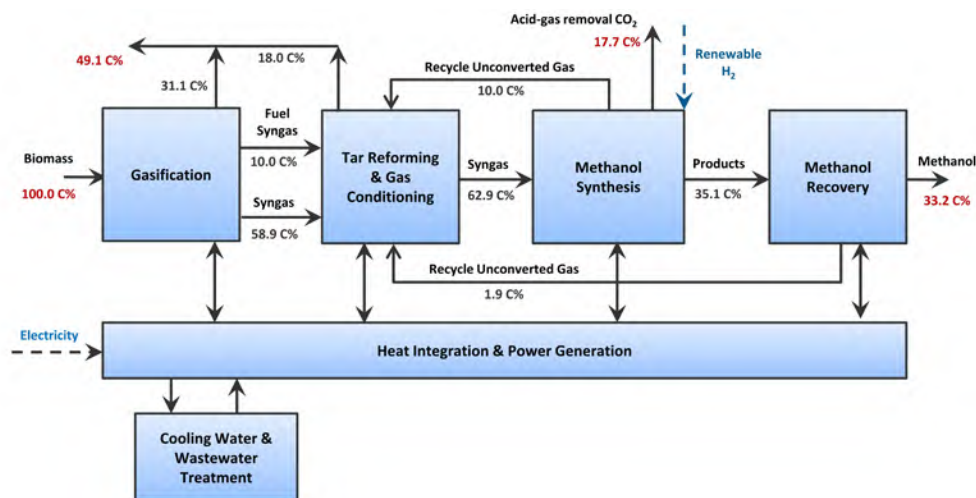 Acid-gas removal CO₂
17.7 C%
Renewable
H₂
49.1 C%
18.0 C%
31.1 C%
Recycle Unconverted Gas
10.0 C%
Biomass
100.0 C%
Gasification
Fuel
Syngas
10.0 C%
Syngas
58.9 C%
Tar Reforming
& Gas
Conditioning
Syngas
62.9 C%
Methanol
Synthesis
Products
35.1 C%
Methanol
Recovery
Methanol
33.2 C%
Recycle Unconverted Gas
1.9 C%
Electricity
Heat Integration & Power Generation
Cooling Water &
Wastewater
Treatment